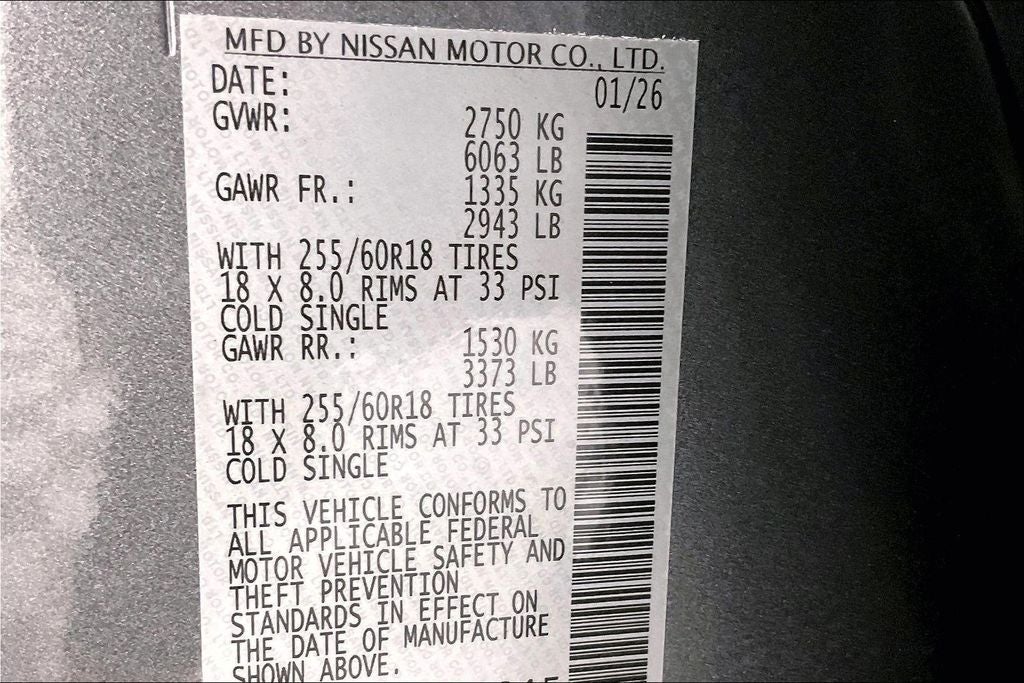 MFD BY NISSAN MOTOR CO., LTD.
DATE: 01/26
GVWR: 2750 KG
6063 LB
GAWR FR.: 1335 KG
2943 LB
WITH 255/60R18 TIRES
18 X 8.0 RIMS AT 33 PSI
COLD SINGLE
GAWR RR.: 1530 KG
3373 LB
WITH 255/60R18 TIRES
18 X 8.0 RIMS AT 33 PSI
COLD SINGLE
THIS VEHICLE CONFORMS TO
ALL APPLICABLE FEDERAL
MOTOR VEHICLE SAFETY AND
THEFT PREVENTION
STANDARDS IN EFFECT ON
THE DATE OF MANUFACTURE
SHOWN ABOVE.